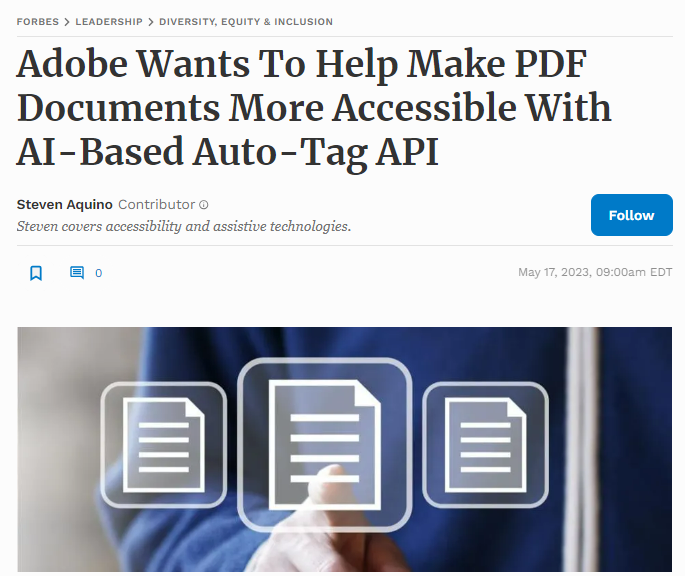 FORBES > LEADERSHIP > DIVERSITY, EQUITY & INCLUSION
Adobe Wants To Help Make PDF
Documents More Accessible With
AI-Based Auto-Tag API
Steven Aquino Contributor
Follow
Steven covers accessibility and assistive technologies.
0
May 17, 2023, 09:00am EDT